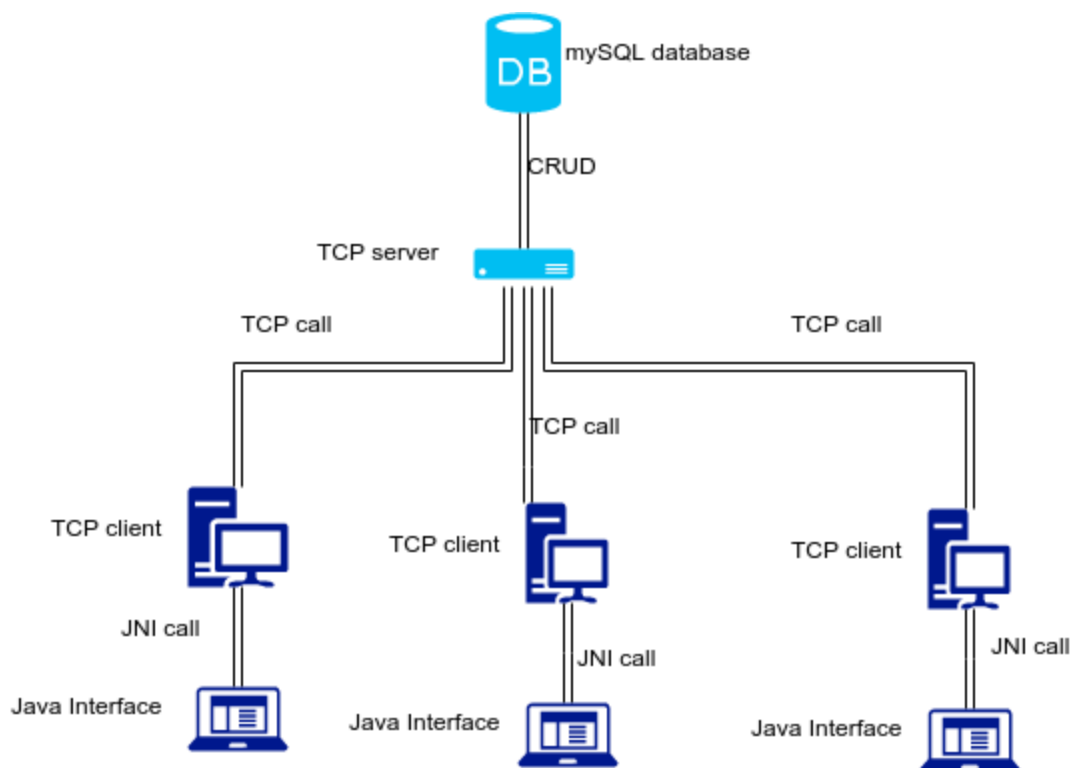 DB
mySQL database
CRUD
TCP server
TCP call
TCP call
TCP call
TCP client
TCP client
TCP client
JNI call
JNI call
JNI call
Java Interface
Java Interface
Java Interface